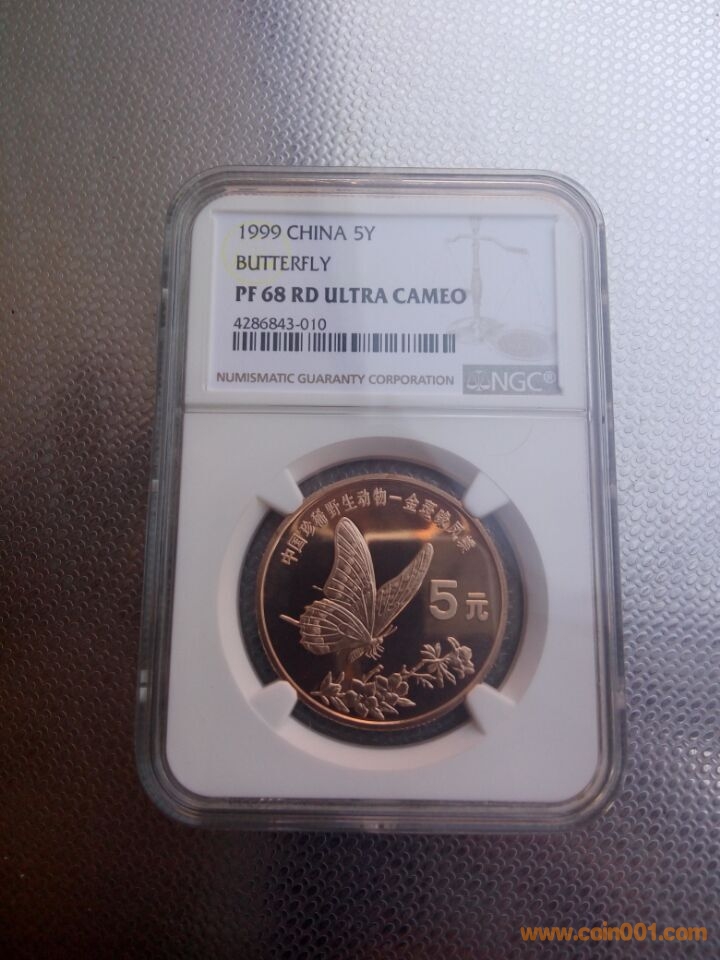 1999 CHINA 5Y
BUTTERFLY
PF 68 RD ULTRA CAMEO
4286843-010
NUMISMATIC GUARANTY CORPORATION NGC®
中国珍稀野生动物—金斑喙凤蝶
5元
www.coin001.com